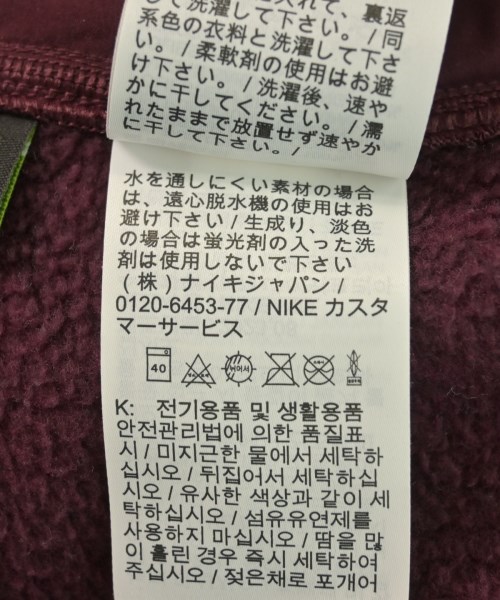 れて、裏返
して洗濯して下さい。/ 同
系色の衣料と洗濯して下さ
い。/ 柔軟剤の使用はお避
け下さい。/ 洗濯後、速や
かに干してください。/ 濡
れたままで放置せず速やか
に干して下さい。/
水を通しにくい素材の場合
は、遠心脱水機の使用はお
避け下さい / 生成り、淡色
の場合は蛍光剤の入った洗
剤は使用しないで下さい /
(株) ナイキジャパン /
0120-6453-77 / NIKE カスタ
マーサービス
40
K: 전기용품 및 생활용품
안전관리법에 의한 품질표
시 / 미지근한 물에서 세탁하
십시오 / 뒤집어서 세탁하십
시오 / 유사한 색상과 같이 세
탁하십시오 / 섬유유연제를
사용하지 마십시오 / 땀을 많
이 흘린 경우 즉시 세탁하여
주십시오 / 젖은채로 포개어